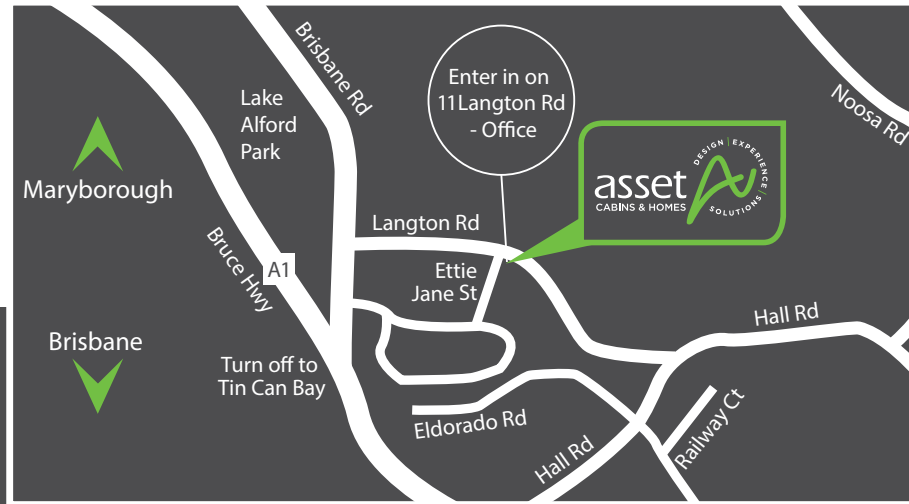 Brisbane Rd
Enter in on
11Langton Rd
- Office
Noosa Rd
Lake
Alford
Park
DESIGN | EXPERIENCE | SOLUTIONS |
asset
CABINS & HOMES
Maryborough
Langton Rd
Bruce Hwy
A1
Ettie
Jane St
Hall Rd
Brisbane
Turn off to
Tin Can Bay
Eldorado Rd
Hall Rd
Railway Ct